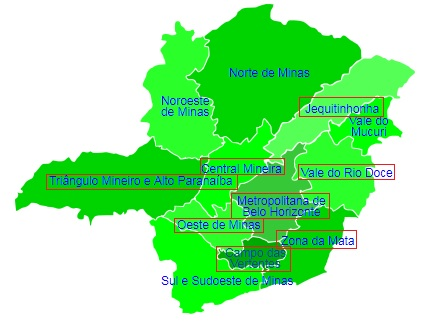 Norte de Minas
Noroeste
de Minas
Jequitinhonha
Vale do
Mucuri
Central Mineira
Vale do Rio Doce
Triângulo Mineiro e Alto Paranaíba
Metropolitana de
Belo Horizonte
Oeste de Minas
Zona da Mata
Campo das
Vertentes
Sul e Sudoeste de Minas